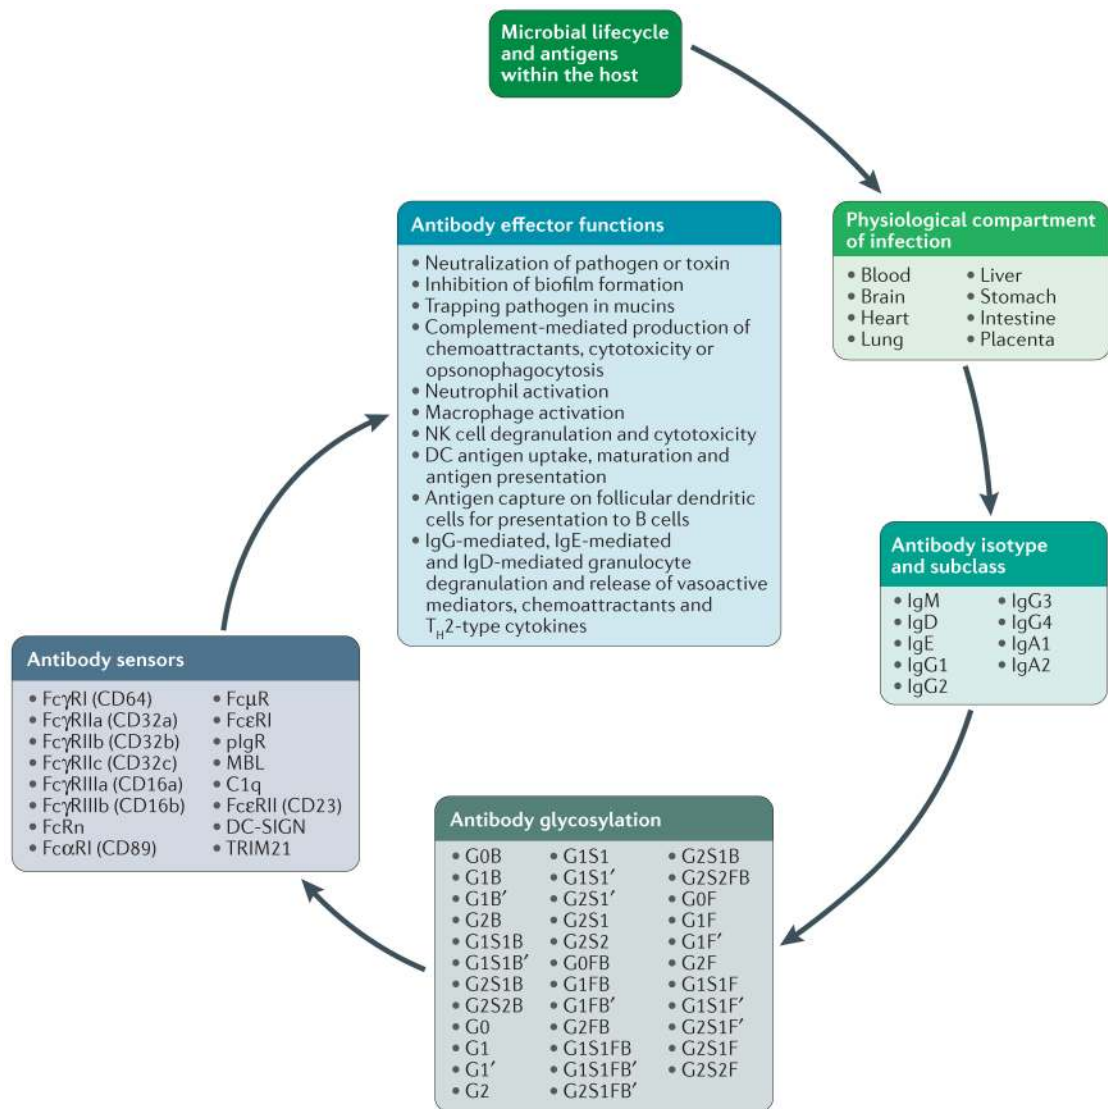 Microbial lifecycle
and antigens
within the host
Physiological compartment
of infection
• Blood
• Brain
• Heart
• Lung
• Liver
• Stomach
• Intestine
• Placenta
Antibody isotype
and subclass
• IgM
• IgD
• IgE
• IgG1
• IgG2
• IgG3
• IgG4
• IgA1
• IgA2
Antibody glycosylation
• G0B
• G1B
• G1B′
• G2B
• G1S1B
• G1S1B′
• G2S1B
• G2S2B
• G0
• G1
• G1′
• G2
• G1S1
• G1S1′
• G2S1′
• G2S1
• G2S2
• G0FB
• G1FB
• G1FB′
• G2FB
• G1S1FB
• G1S1FB′
• G2S1FB′
• G2S1B
• G2S2FB
• G0F
• G1F
• G1F′
• G2F
• G1S1F
• G1S1F′
• G2S1F′
• G2S1F
• G2S2F
Antibody sensors
• FcγRI (CD64)
• FcγRIIa (CD32a)
• FcγRIIb (CD32b)
• FcγRIIc (CD32c)
• FcγRIIIa (CD16a)
• FcγRIIIb (CD16b)
• FcRn
• FcαRI (CD89)
• FcμR
• FcεRI
• pIgR
• MBL
• C1q
• FcεRII (CD23)
• DC-SIGN
• TRIM21
Antibody effector functions
• Neutralization of pathogen or toxin
• Inhibition of biofilm formation
• Trapping pathogen in mucins
• Complement-mediated production of
chemoattractants, cytotoxicity or
opsonophagocytosis
• Neutrophil activation
• Macrophage activation
• NK cell degranulation and cytotoxicity
• DC antigen uptake, maturation and
antigen presentation
• Antigen capture on follicular dendritic
cells for presentation to B cells
• IgG-mediated, IgE-mediated
and IgD-mediated granulocyte
degranulation and release of vasoactive
mediators, chemoattractants and
T_H2-type cytokines